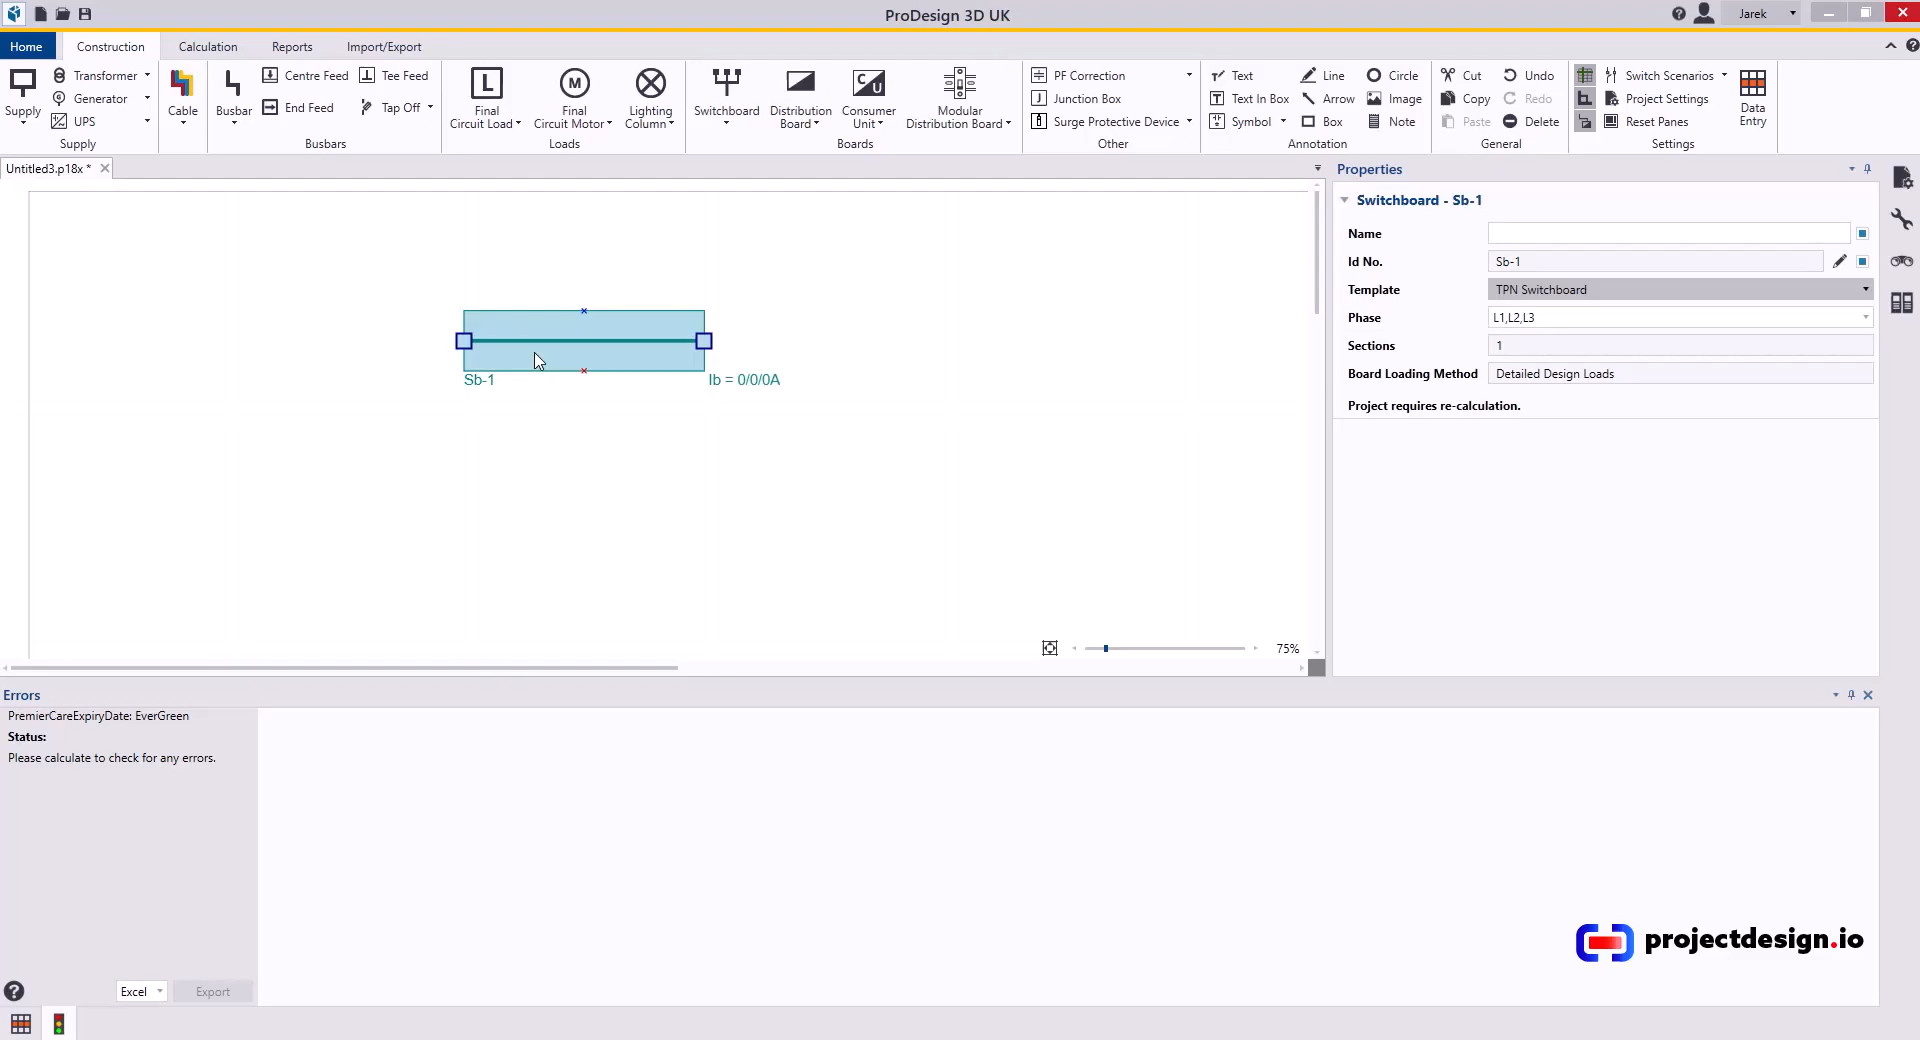 ProDesign 3D UK
Jarek
Home
Construction
Calculation
Reports
Import/Export
Supply
Transformer
Generator
UPS
Supply
Cable
Busbar
Centre Feed
Tee Feed
End Feed
Tap Off
Busbars
Final
Circuit Load
Final
Circuit Motor
Lighting
Column
Loads
Switchboard
Distribution
Board
Consumer
Unit
Modular
Distribution Board
Boards
PF Correction
Junction Box
Surge Protective Device
Other
Text
Line
Circle
Text In Box
Arrow
Image
Symbol
Box
Note
Annotation
Cut
Undo
Copy
Redo
Paste
Delete
General
Switch Scenarios
Project Settings
Reset Panes
Settings
Data
Entry
Untitled3.p18x *
Sb-1
Ib = 0/0/0A
75%
Properties
Switchboard - Sb-1
Name
Id No. Sb-1
Template TPN Switchboard
Phase L1,L2,L3
Sections 1
Board Loading Method Detailed Design Loads
Project requires re-calculation.
Errors
PremierCareExpiryDate: EverGreen
Status:
Please calculate to check for any errors.
Excel
Export
projectdesign.io